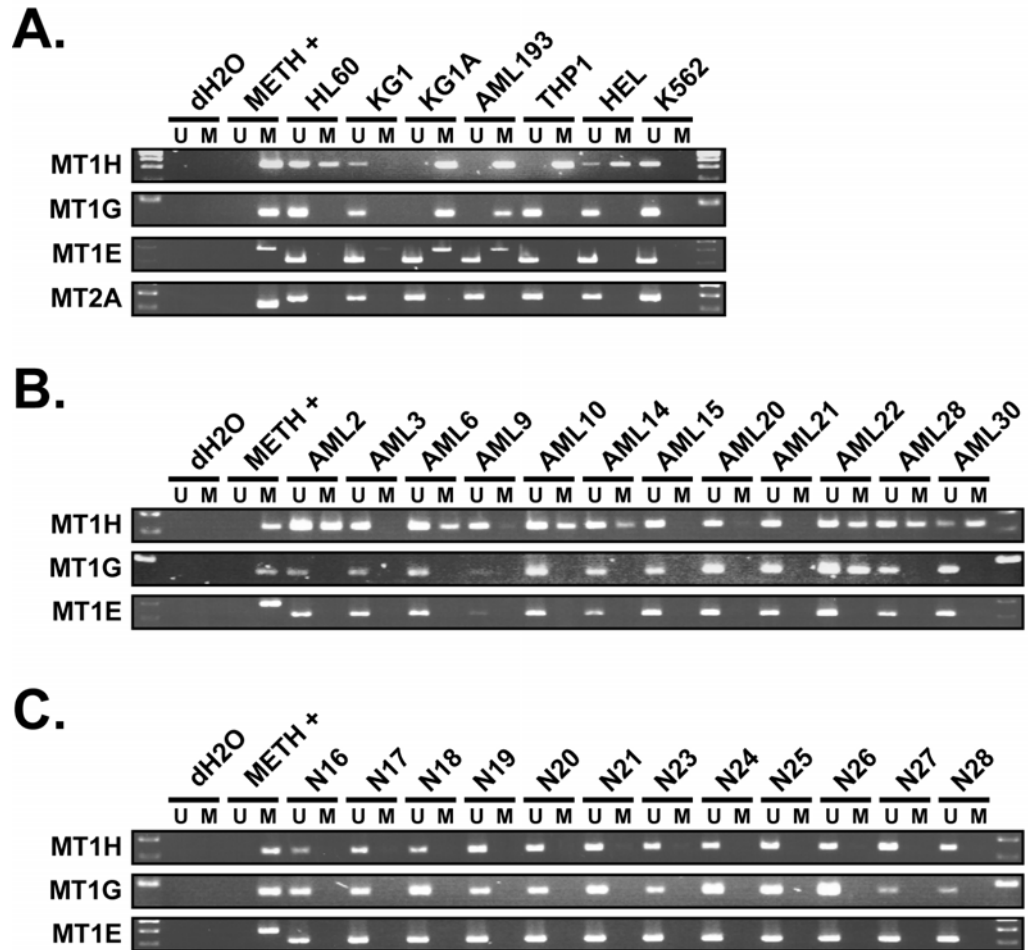 A.
dH2O METH + HL60 KG1 KG1A AML193 THP1 HEL K562
U M U M U M U M U M U M U M U M U M
MT1H
MT1G
MT1E
MT2A
B.
dH2O METH + AML2 AML3 AML6 AML9 AML10 AML14 AML15 AML20 AML21 AML22 AML28 AML30
U M U M U M U M U M U M U M U M U M U M U M U M U M U M
MT1H
MT1G
MT1E
C.
dH2O METH + N16 N17 N18 N19 N20 N21 N23 N24 N25 N26 N27 N28
U M U M U M U M U M U M U M U M U M U M U M U M U M U M
MT1H
MT1G
MT1E